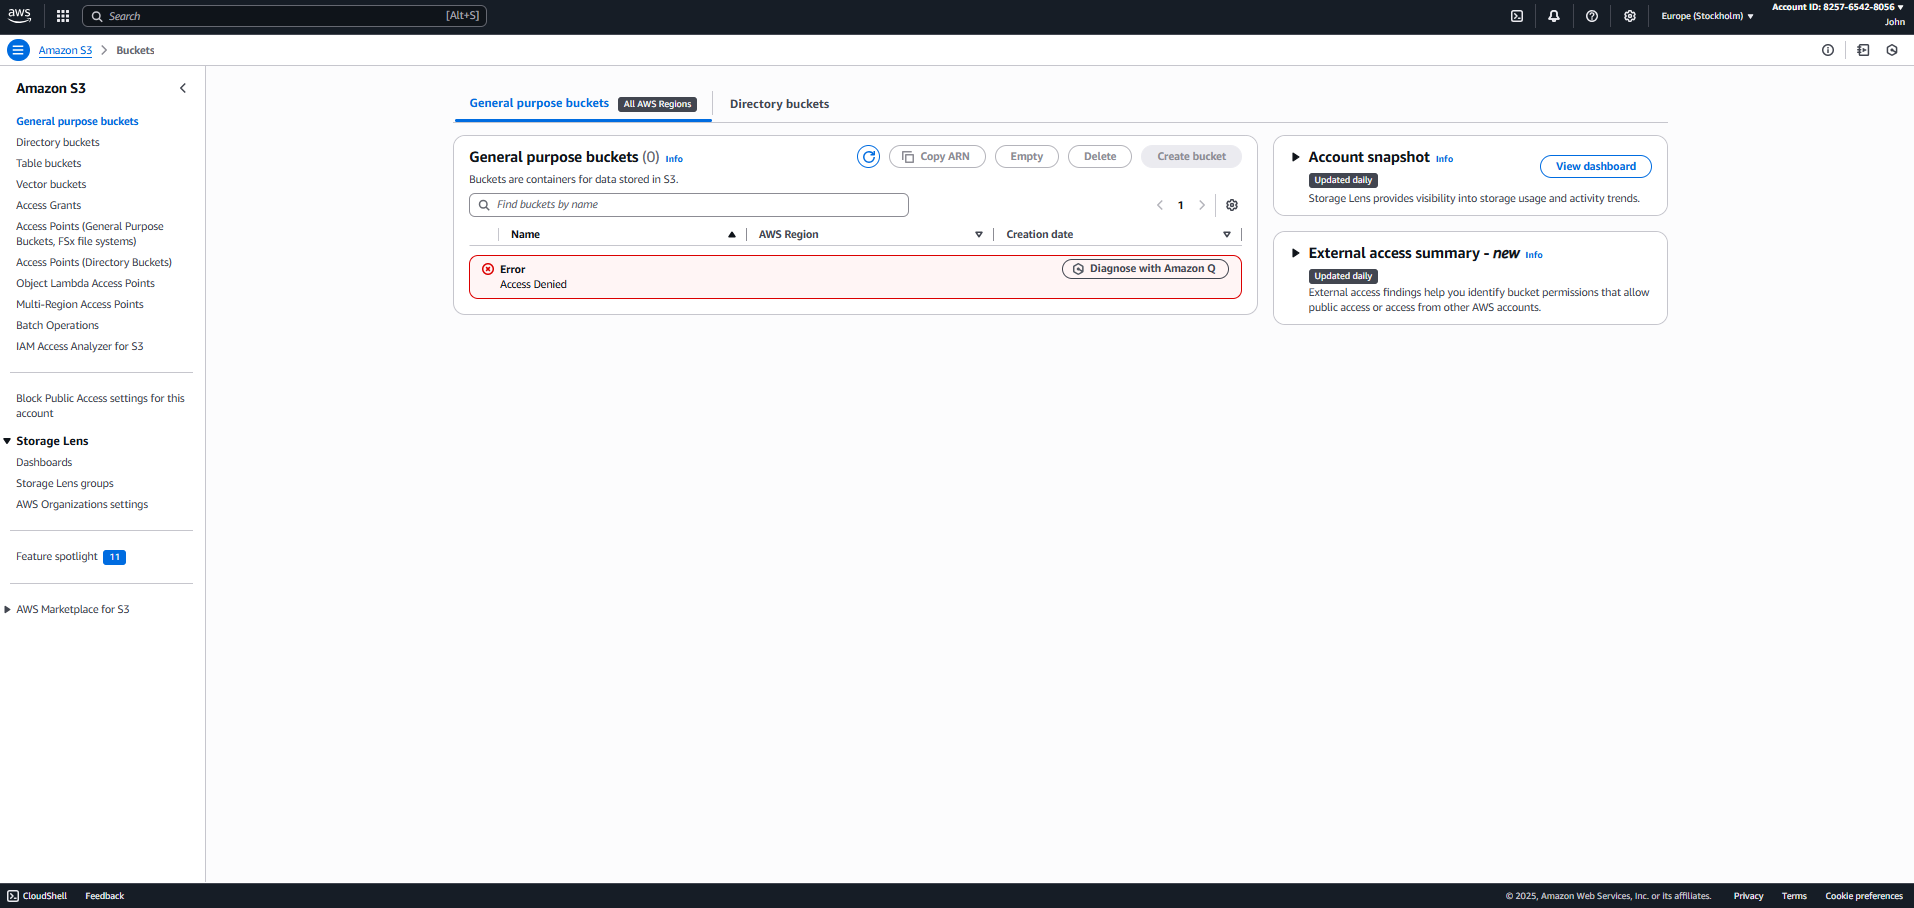 aws
Search
[Alt+S]
Europe (Stockholm)
Account ID: 8257-6542-8056
John
Amazon S3
Buckets
Amazon S3
General purpose buckets
Directory buckets
Table buckets
Vector buckets
Access Grants
Access Points (General Purpose
Buckets, FSx file systems)
Access Points (Directory Buckets)
Object Lambda Access Points
Multi-Region Access Points
Batch Operations
IAM Access Analyzer for S3
Block Public Access settings for this
account
Storage Lens
Dashboards
Storage Lens groups
AWS Organizations settings
Feature spotlight 11
AWS Marketplace for S3
General purpose buckets All AWS Regions
Directory buckets
General purpose buckets (0) Info
Copy ARN
Empty
Delete
Create bucket
Buckets are containers for data stored in S3.
Find buckets by name
1
Name
AWS Region
Creation date
Error
Access Denied
Diagnose with Amazon Q
Account snapshot Info
Updated daily
View dashboard
Storage Lens provides visibility into storage usage and activity trends.
External access summary - new Info
Updated daily
External access findings help you identify bucket permissions that allow
public access or access from other AWS accounts.
CloudShell
Feedback
© 2025, Amazon Web Services, Inc. or its affiliates.
Privacy
Terms
Cookie preferences